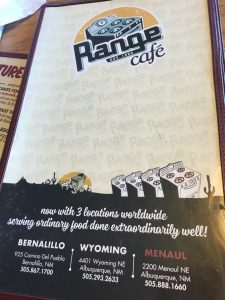 Range
EST. 1992
café
now with 3 locations worldwide
serving ordinary food done extraordinarily well!
BERNALILLO
925 Camino Del Pueblo
Bernalillo, NM
505.867.1700
WYOMING
4401 Wyoming NE
Albuquerque, NM
505.293.2633
MENAUL
2200 Menaul NE
Albuquerque, NM
505.888.1660